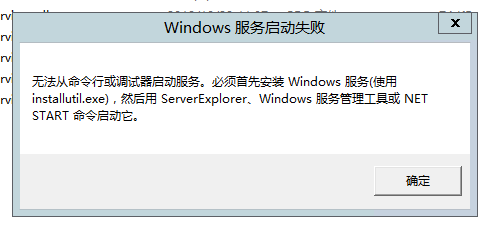 Windows 服务启动失败
x
无法从命令行或调试器启动服务。必须首先安装 Windows 服务(使用
installutil.exe)，然后用 ServerExplorer、Windows 服务管理工具或 NET
START 命令启动它。
确定